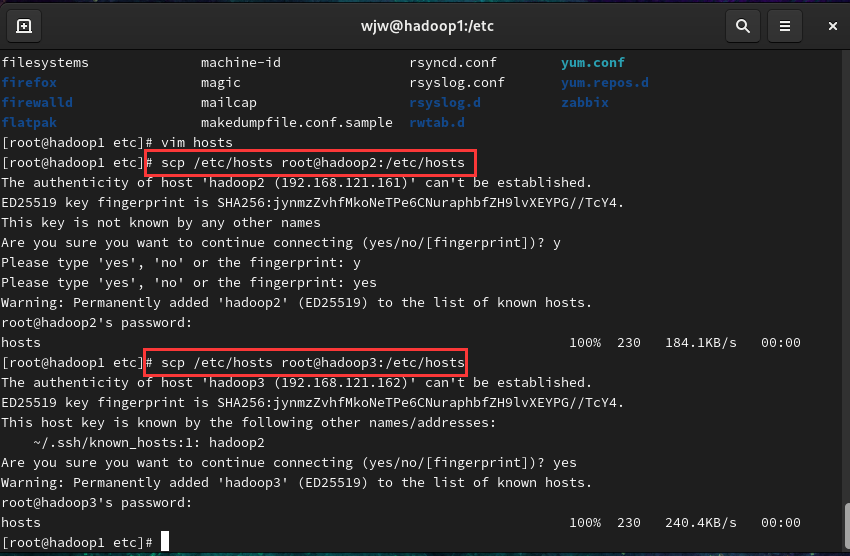 wjw@hadoop1:/etc
filesystems machine-id rsyncd.conf yum.conf
firefox magic rsyslog.conf yum.repos.d
firewalld mailcap rsyslog.d zabbix
flatpak makedumpfile.conf.sample rwtab.d
[root@hadoop1 etc]# vim hosts
[root@hadoop1 etc]# scp /etc/hosts root@hadoop2:/etc/hosts
The authenticity of host 'hadoop2 (192.168.121.161)' can't be established.
ED25519 key fingerprint is SHA256:jynmzZvhfMkoNeTPe6CNuraphbfZH9lvXEYPG//TcY4.
This key is not known by any other names
Are you sure you want to continue connecting (yes/no/[fingerprint])? y
Please type 'yes', 'no' or the fingerprint: y
Please type 'yes', 'no' or the fingerprint: yes
Warning: Permanently added 'hadoop2' (ED25519) to the list of known hosts.
root@hadoop2's password:
hosts 100% 230 184.1KB/s 00:00
[root@hadoop1 etc]# scp /etc/hosts root@hadoop3:/etc/hosts
The authenticity of host 'hadoop3 (192.168.121.162)' can't be established.
ED25519 key fingerprint is SHA256:jynmzZvhfMkoNeTPe6CNuraphbfZH9lvXEYPG//TcY4.
This host key is known by the following other names/addresses:
    ~/.ssh/known_hosts:1: hadoop2
Are you sure you want to continue connecting (yes/no/[fingerprint])? yes
Warning: Permanently added 'hadoop3' (ED25519) to the list of known hosts.
root@hadoop3's password:
hosts 100% 230 240.4KB/s 00:00
[root@hadoop1 etc]#